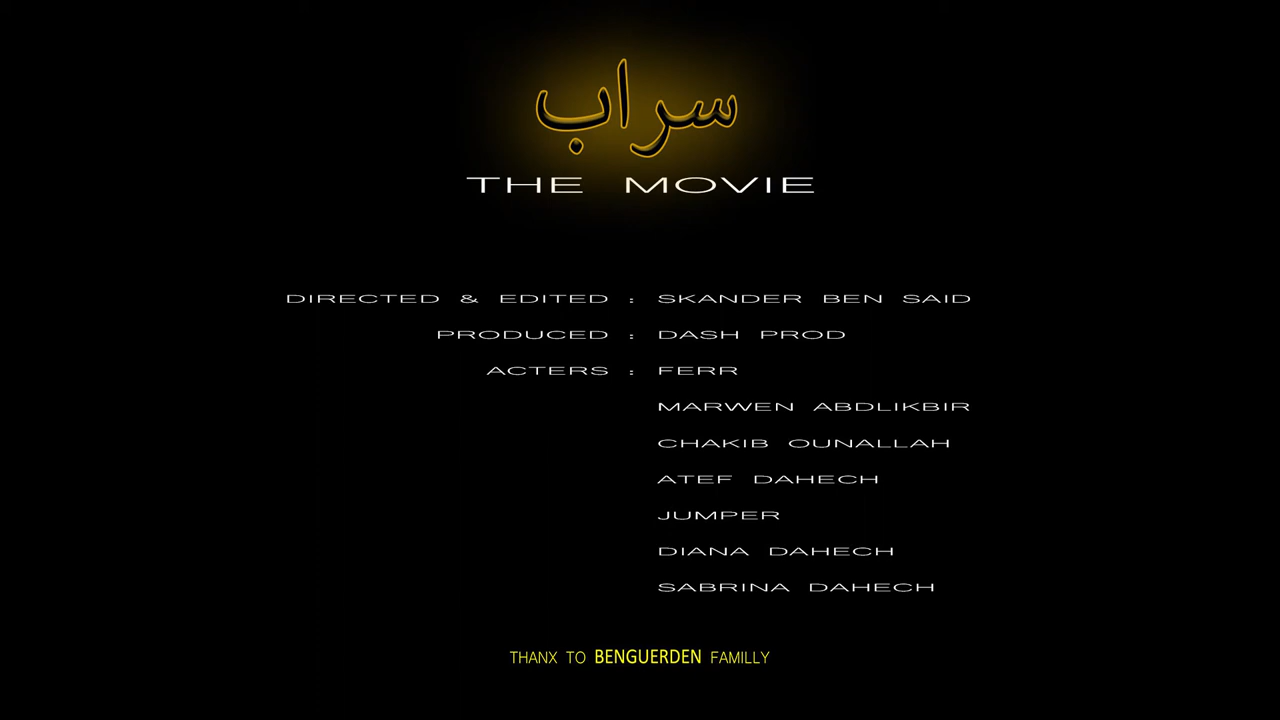 سراب
THE MOVIE
DIRECTED & EDITED : SKANDER BEN SAID
PRODUCED : DASH PROD
ACTERS : FERR
MARWEN ABDLIKBIR
CHAKIB OUNALLAH
ATEF DAHECH
JUMPER
DIANA DAHECH
SABRINA DAHECH
THANX TO BENGUERDEN FAMILLY